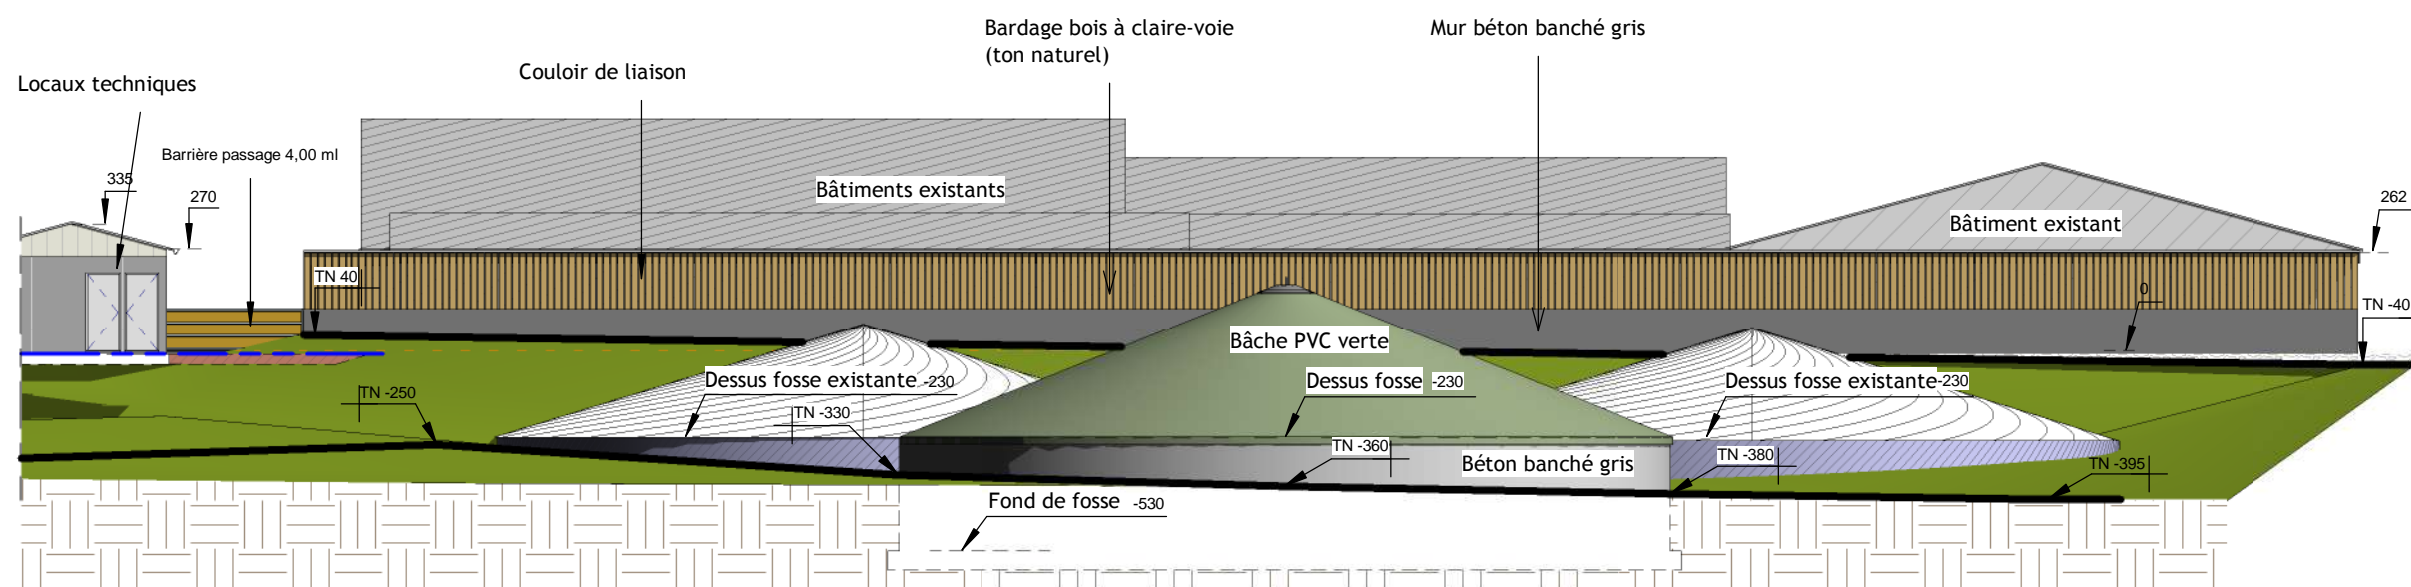 Bardage bois à claire-voie
(ton naturel)
Mur béton banché gris
Couloir de liaison
Locaux techniques
Barrière passage 4,00 ml
335
270
Bâtiments existants
262
Bâtiment existant
TN 40
0
TN -40
Bâche PVC verte
Dessus fosse existante -230
Dessus fosse -230
Dessus fosse existante -230
TN -250
TN -330
TN -360
TN -380
Béton banché gris
TN -395
Fond de fosse -530